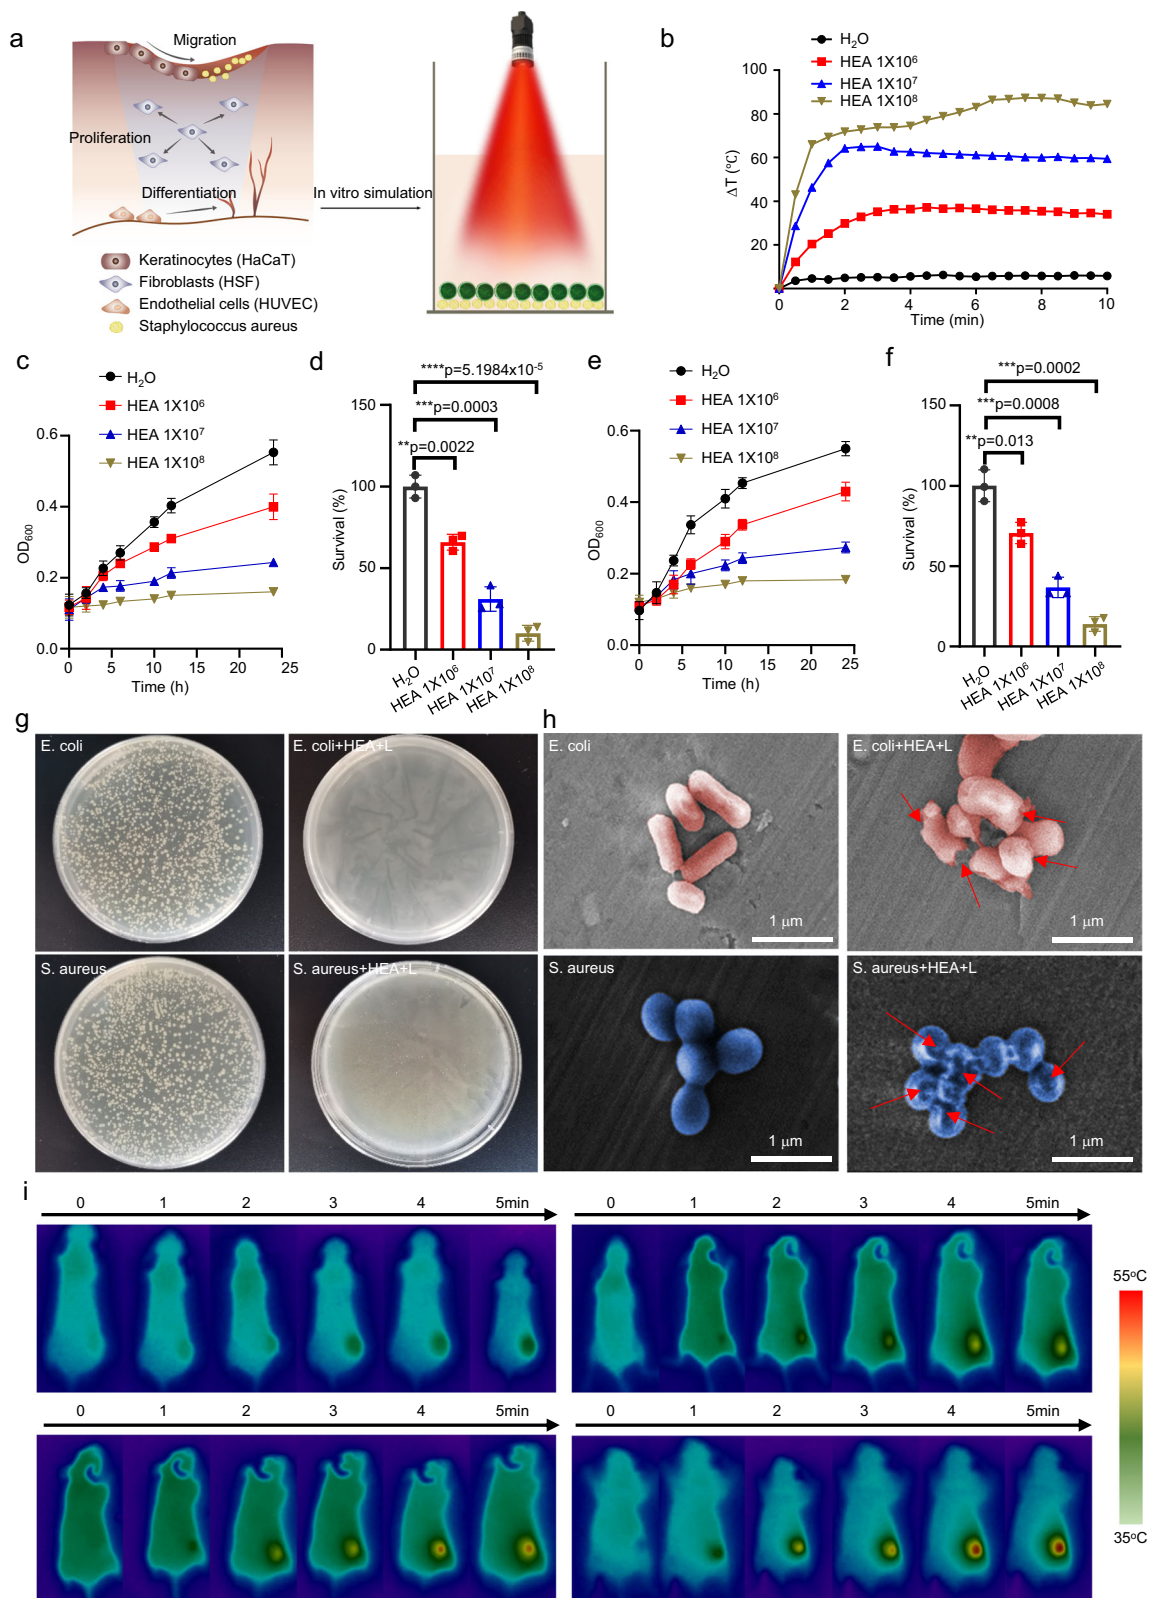 a
Migration
Proliferation
Differentiation
In vitro simulation
Keratinocytes (HaCaT)
Fibroblasts (HSF)
Endothelial cells (HUVEC)
Staphylococcus aureus
b
H₂O
HEA 1X10⁶
HEA 1X10⁷
HEA 1X10⁸
ΔT (℃)
100
80
60
40
20
0 2 4 6 8 10
Time (min)
c
H₂O
HEA 1X10⁶
HEA 1X10⁷
HEA 1X10⁸
OD₆₀₀
0.6
0.4
0.2
0.0
0 5 10 15 20 25
Time (h)
d
****p=5.1984x10⁻⁵
***p=0.0003
**p=0.0022
Survival (%)
150
100
50
0
H₂O
HEA 1X10⁶
HEA 1X10⁷
HEA 1X10⁸
e
H₂O
HEA 1X10⁶
HEA 1X10⁷
HEA 1X10⁸
OD₆₀₀
0.6
0.4
0.2
0.0
0 5 10 15 20 25
Time (h)
f
***p=0.0002
***p=0.0008
**p=0.013
Survival (%)
150
100
50
0
H₂O
HEA 1X10⁶
HEA 1X10⁷
HEA 1X10⁸
g
E. coli
E. coli+HEA+L
S. aureus
S. aureus+HEA+L
h
E. coli
1 μm
E. coli+HEA+L
1 μm
S. aureus
1 μm
S. aureus+HEA+L
1 μm
i
0 1 2 3 4 5min
0 1 2 3 4 5min
0 1 2 3 4 5min
0 1 2 3 4 5min
55°C
35°C